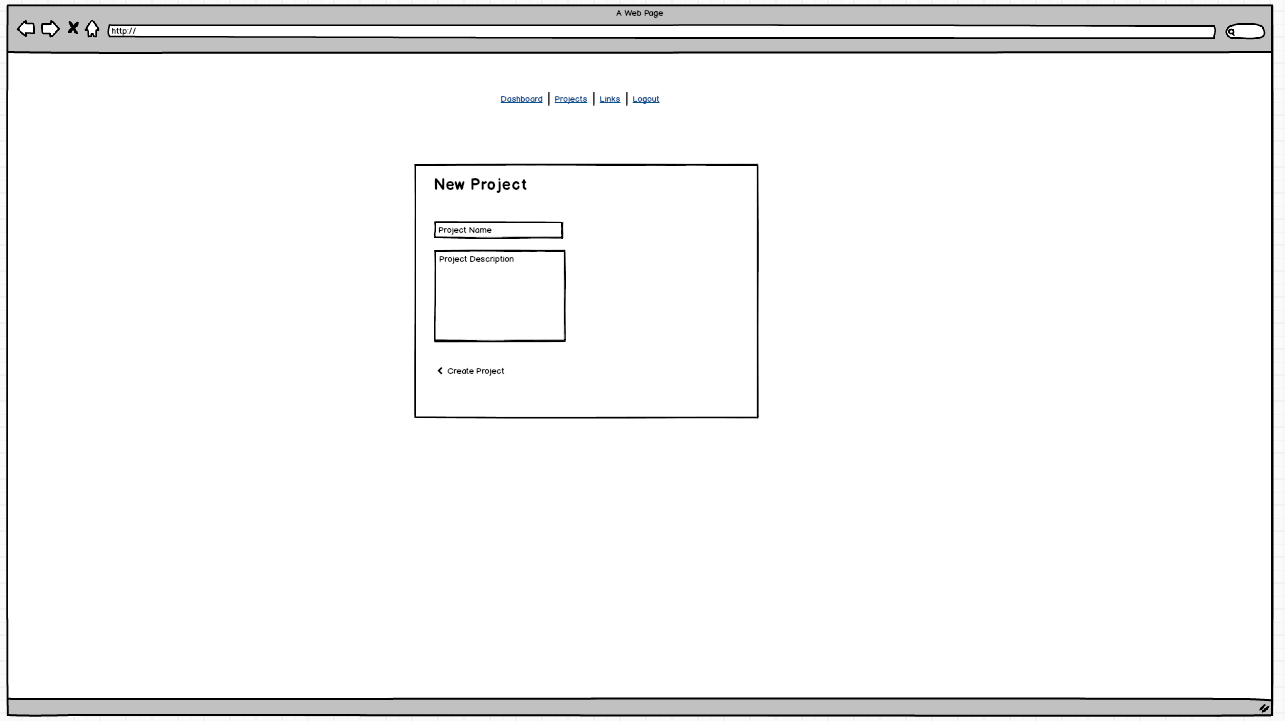 A Web Page
http://
Dashboard Projects Links Logout
New Project
Project Name
Project Description
Create Project